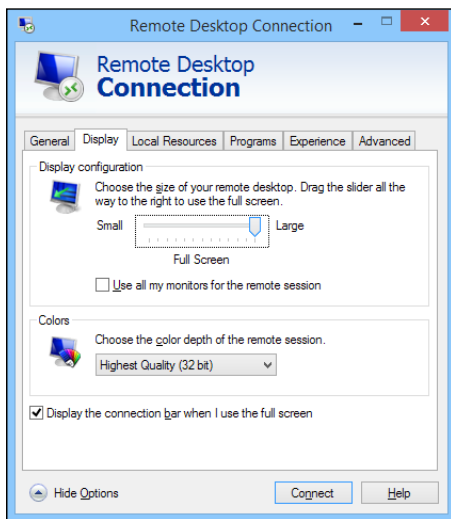 Remote Desktop Connection
Remote Desktop
Connection
General Display Local Resources Programs Experience Advanced
Display configuration
Choose the size of your remote desktop. Drag the slider all the
way to the right to use the full screen.
Small Large
Full Screen
Use all my monitors for the remote session
Colors
Choose the color depth of the remote session.
Highest Quality (32 bit)
Display the connection bar when I use the full screen
Hide Options Connect Help